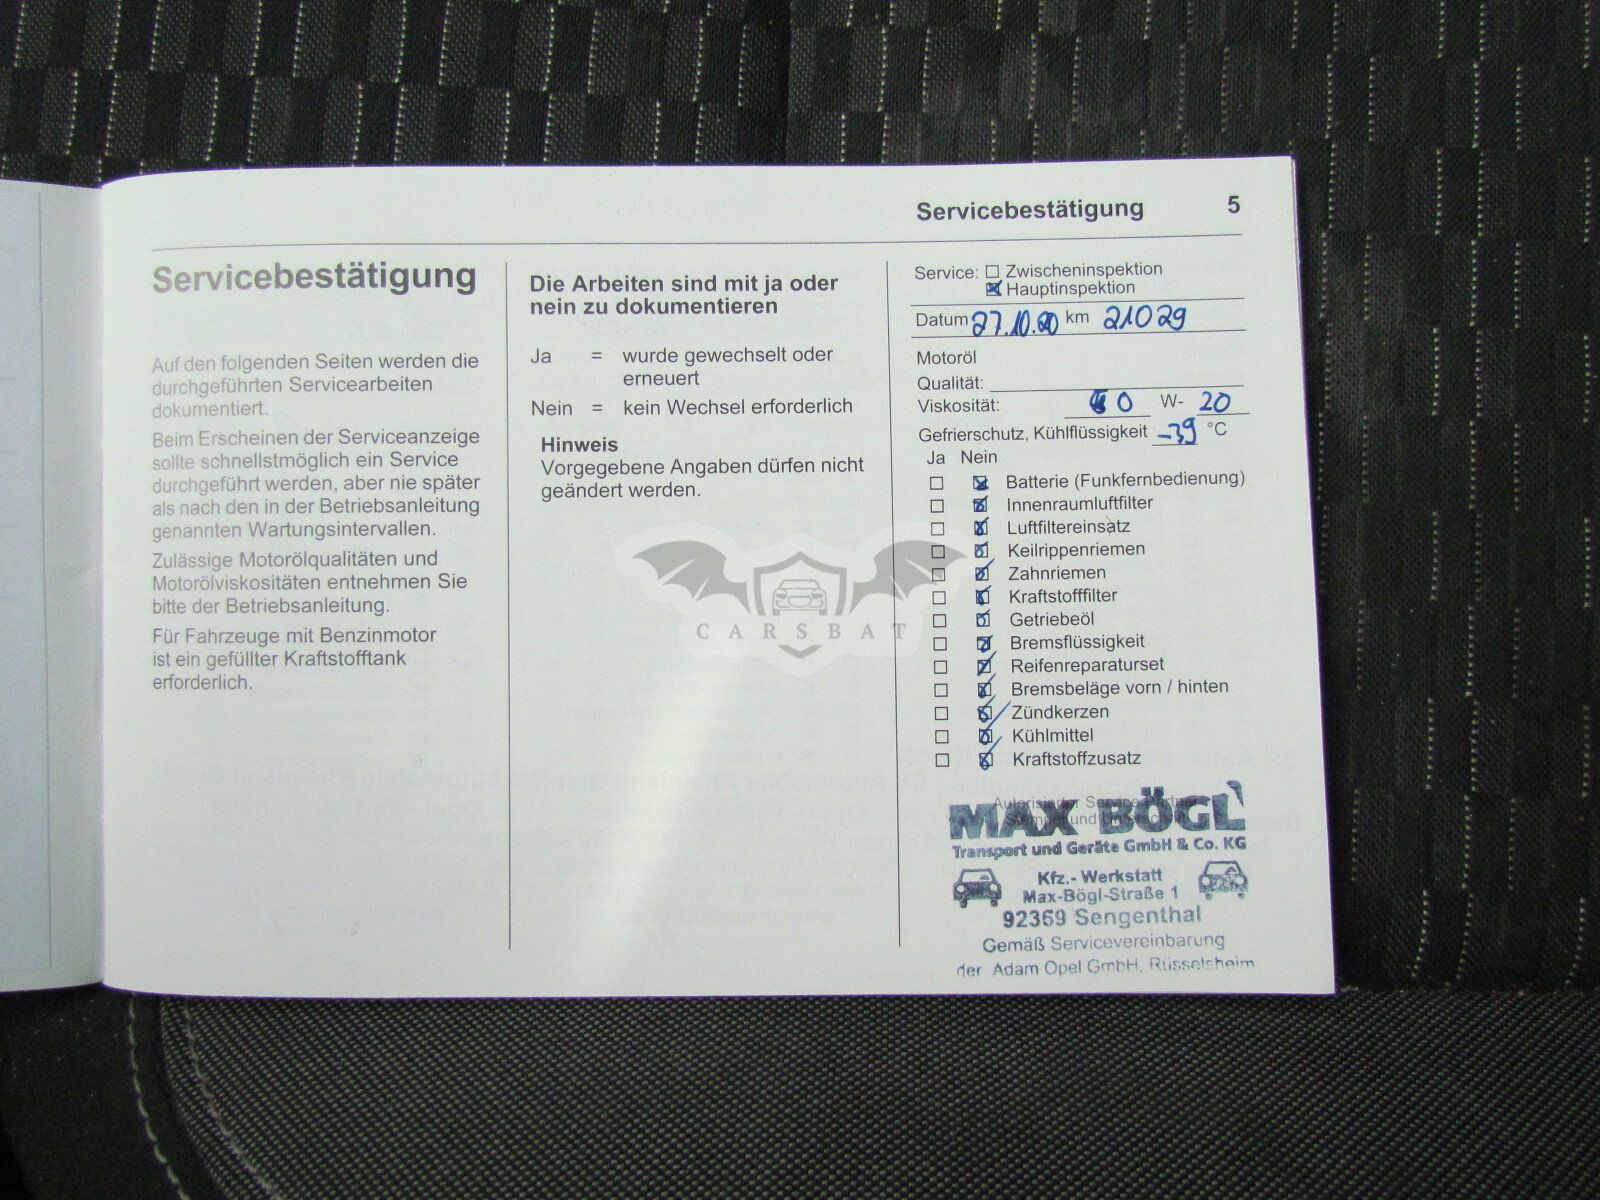 Servicebestätigung 5
Servicebestätigung
Auf den folgenden Seiten werden die
durchgeführten Servicearbeiten
dokumentiert.
Beim Erscheinen der Serviceanzeige
sollte schnellstmöglich ein Service
durchgeführt werden, aber nie später
als nach den in der Betriebsanleitung
genannten Wartungsintervallen.
Zulässige Motorölqualitäten und
Motorölviskositäten entnehmen Sie
bitte der Betriebsanleitung.
Für Fahrzeuge mit Benzinmotor
ist ein gefüllter Kraftstofftank
erforderlich.
Die Arbeiten sind mit ja oder
nein zu dokumentieren
Ja = wurde gewechselt oder
erneuert
Nein = kein Wechsel erforderlich
Hinweis
Vorgegebene Angaben dürfen nicht
geändert werden.
CARSBAT
Service: Zwischeninspektion
Hauptinspektion
Datum 27.10.20 km 21029
Motoröl
Qualität:
Viskosität: 0 W- 20
Gefrierschutz, Kühlflüssigkeit -39 °C
Ja Nein
Batterie (Funkfernbedienung)
Innenraumluftfilter
Luftfiltereinsatz
Keilrippenriemen
Zahnriemen
Kraftstofffilter
Getriebeöl
Bremsflüssigkeit
Reifenreparaturset
Bremsbeläge vorn / hinten
Zündkerzen
Kühlmittel
Kraftstoffzusatz
Autorisierter Service Partner
Stempel und Unterschrift
MAX BÖGL
Transport und Geräte GmbH & Co. KG
Kfz.- Werkstatt
Max-Bögl-Straße 1
92369 Sengenthal
Gemäß Servicevereinbarung
der Adam Opel GmbH, Rüsselsheim